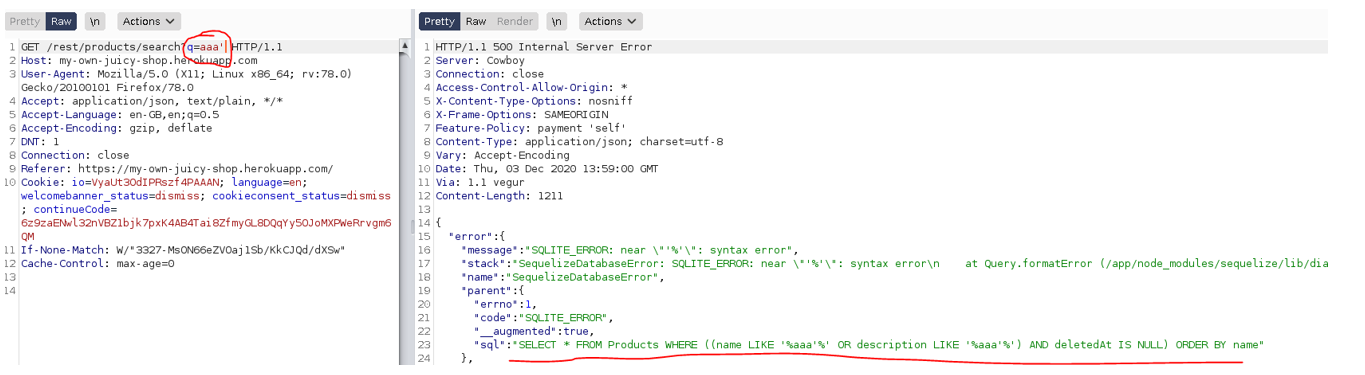 Pretty Raw \n Actions
1 GET /rest/products/search?q=aaa' HTTP/1.1
2 Host: my-own-juicy-shop.herokuapp.com
3 User-Agent: Mozilla/5.0 (X11; Linux x86_64; rv:78.0)
Gecko/20100101 Firefox/78.0
4 Accept: application/json, text/plain, */*
5 Accept-Language: en-GB,en;q=0.5
6 Accept-Encoding: gzip, deflate
7 DNT: 1
8 Connection: close
9 Referer: https://my-own-juicy-shop.herokuapp.com/
10 Cookie: io=VyaUt3OdIPRszf4PAAAN; language=en;
welcomebanner_status=dismiss; cookieconsent_status=dismiss
; continueCode=
6z9zaENwl32nVBZ1bjk7pxK4AB4Tai8ZfmyGL8DQqYy5OJoMXPWeRrvgm6
QM
11 If-None-Match: W/"3327-MsON66eZVOaj1Sb/KkCJQd/dXSw"
12 Cache-Control: max-age=0
13
14
Pretty Raw Render \n Actions
1 HTTP/1.1 500 Internal Server Error
2 Server: Cowboy
3 Connection: close
4 Access-Control-Allow-Origin: *
5 X-Content-Type-Options: nosniff
6 X-Frame-Options: SAMEORIGIN
7 Feature-Policy: payment 'self'
8 Content-Type: application/json; charset=utf-8
9 Vary: Accept-Encoding
10 Date: Thu, 03 Dec 2020 13:59:00 GMT
11 Via: 1.1 vegur
12 Content-Length: 1211
13
14 {
15 "error":{
16 "message":"SQLITE_ERROR: near \"'%'\": syntax error",
17 "stack":"SequelizeDatabaseError: SQLITE_ERROR: near \"'%'\": syntax error\n    at Query.formatError (/app/node_modules/sequelize/lib/dia
18 "name":"SequelizeDatabaseError",
19 "parent":{
20 "errno":1,
21 "code":"SQLITE_ERROR",
22 "__augmented":true,
23 "sql":"SELECT * FROM Products WHERE ((name LIKE '%aaa'%' OR description LIKE '%aaa'%') AND deletedAt IS NULL) ORDER BY name"
24 },